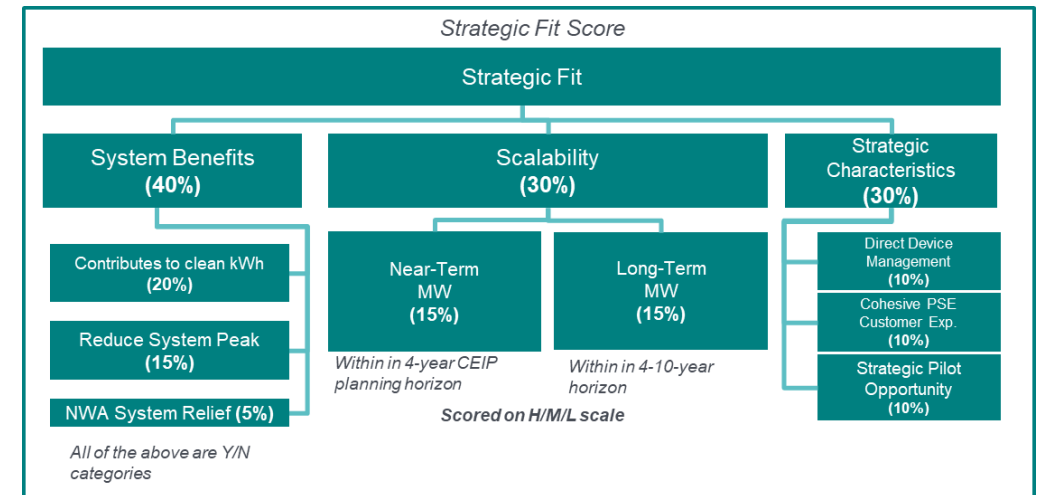 Strategic Fit Score
Strategic Fit
System Benefits
(40%)
Scalability
(30%)
Strategic
Characteristics
(30%)
Contributes to clean kWh
(20%)
Reduce System Peak
(15%)
NWA System Relief (5%)
All of the above are Y/N
categories
Near-Term
MW
(15%)
Within in 4-year CEIP
planning horizon
Long-Term
MW
(15%)
Within in 4-10-year
horizon
Scored on H/M/L scale
Direct Device
Management
(10%)
Cohesive PSE
Customer Exp.
(10%)
Strategic Pilot
Opportunity
(10%)